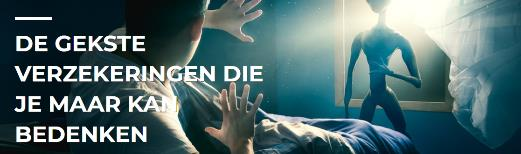 DE GEKSTE
VERZEKERINGEN DIE
JE MAAR KAN
BEDENKEN